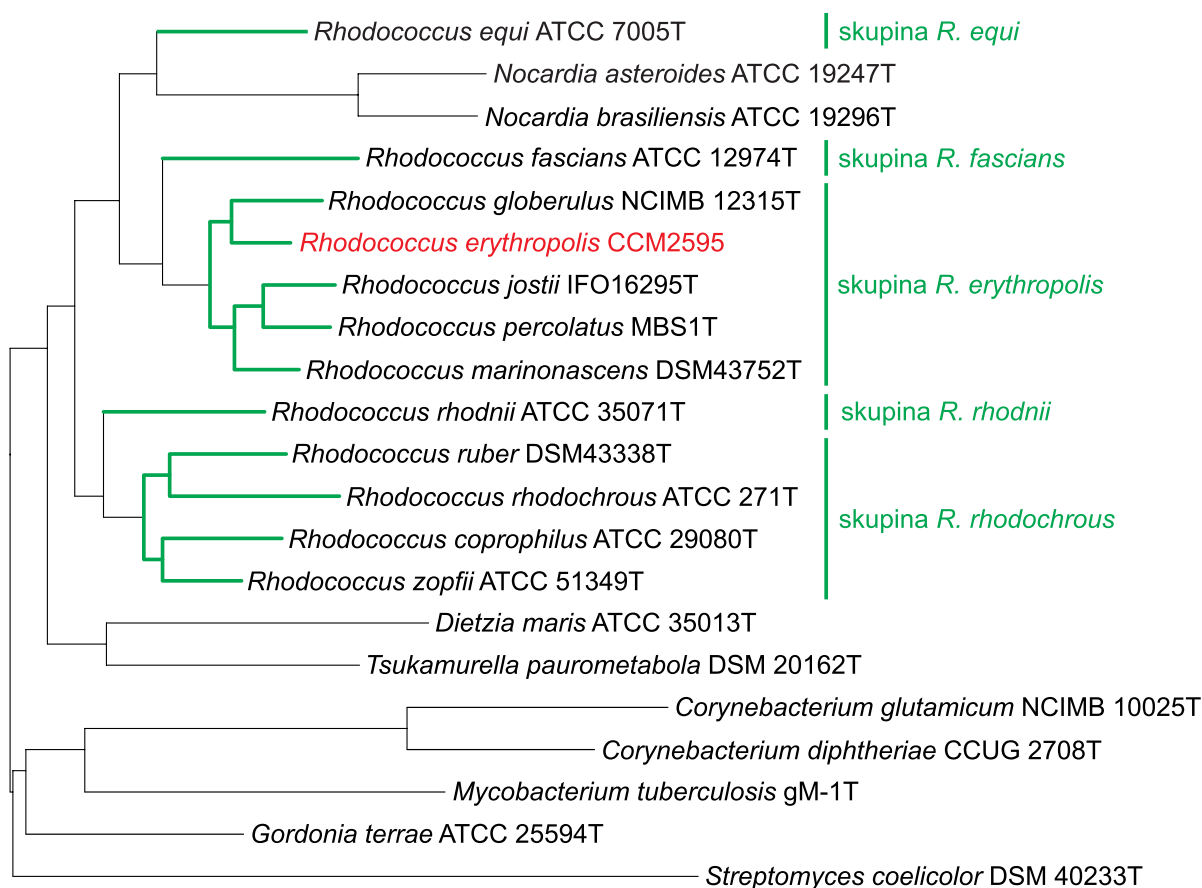 Rhodococcus equi ATCC 7005T skupina R. equi
Nocardia asteroides ATCC 19247T
Nocardia brasiliensis ATCC 19296T
Rhodococcus fascians ATCC 12974T skupina R. fascians
Rhodococcus globerulus NCIMB 12315T
Rhodococcus erythropolis CCM2595
Rhodococcus jostii IFO16295T skupina R. erythropolis
Rhodococcus percolatus MBS1T
Rhodococcus marinonascens DSM43752T
Rhodococcus rhodnii ATCC 35071T skupina R. rhodnii
Rhodococcus ruber DSM43338T
Rhodococcus rhodochrous ATCC 271T
skupina R. rhodochrous
Rhodococcus coprophilus ATCC 29080T
Rhodococcus zopfii ATCC 51349T
Dietzia maris ATCC 35013T
Tsukamurella paurometabola DSM 20162T
Corynebacterium glutamicum NCIMB 10025T
Corynebacterium diphtheriae CCUG 2708T
Mycobacterium tuberculosis gM-1T
Gordonia terrae ATCC 25594T
Streptomyces coelicolor DSM 40233T